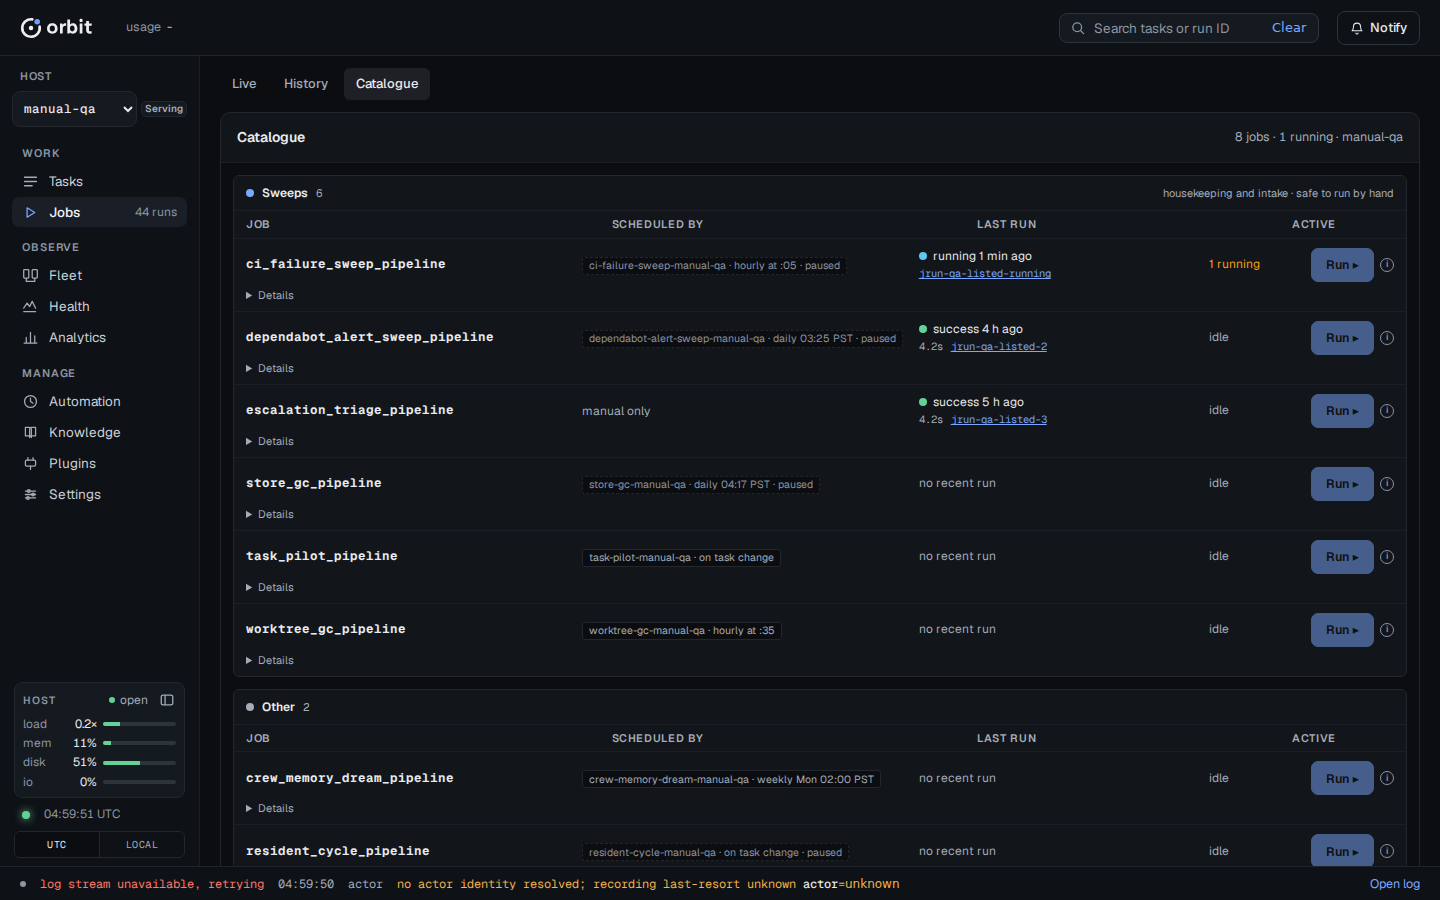 orbit
usage –
Search tasks or run ID
Clear
Notify
HOST
manual-qa
Serving
WORK
Tasks
Jobs
44 runs
OBSERVE
Fleet
Health
Analytics
MANAGE
Automation
Knowledge
Plugins
Settings
HOST
open
load 0.2×
mem 11%
disk 51%
io 0%
04:59:51 UTC
UTC LOCAL
Live History Catalogue
Catalogue
8 jobs · 1 running · manual-qa
Sweeps 6
housekeeping and intake · safe to run by hand
JOB SCHEDULED BY LAST RUN ACTIVE
ci_failure_sweep_pipeline
ci-failure-sweep-manual-qa · hourly at :05 · paused
running 1 min ago
jrun-qa-listed-running
1 running
Run ▸
Details
dependabot_alert_sweep_pipeline
dependabot-alert-sweep-manual-qa · daily 03:25 PST · paused
success 4 h ago
4.2s jrun-qa-listed-2
idle
Run ▸
Details
escalation_triage_pipeline
manual only
success 5 h ago
4.2s jrun-qa-listed-3
idle
Run ▸
Details
store_gc_pipeline
store-gc-manual-qa · daily 04:17 PST · paused
no recent run
idle
Run ▸
Details
task_pilot_pipeline
task-pilot-manual-qa · on task change
no recent run
idle
Run ▸
Details
worktree_gc_pipeline
worktree-gc-manual-qa · hourly at :35
no recent run
idle
Run ▸
Details
Other 2
JOB SCHEDULED BY LAST RUN ACTIVE
crew_memory_dream_pipeline
crew-memory-dream-manual-qa · weekly Mon 02:00 PST
no recent run
idle
Run ▸
Details
resident_cycle_pipeline
resident-cycle-manual-qa · on task change · paused
no recent run
idle
Run ▸
log stream unavailable, retrying 04:59:50 actor no actor identity resolved; recording last-resort unknown actor=unknown
Open log